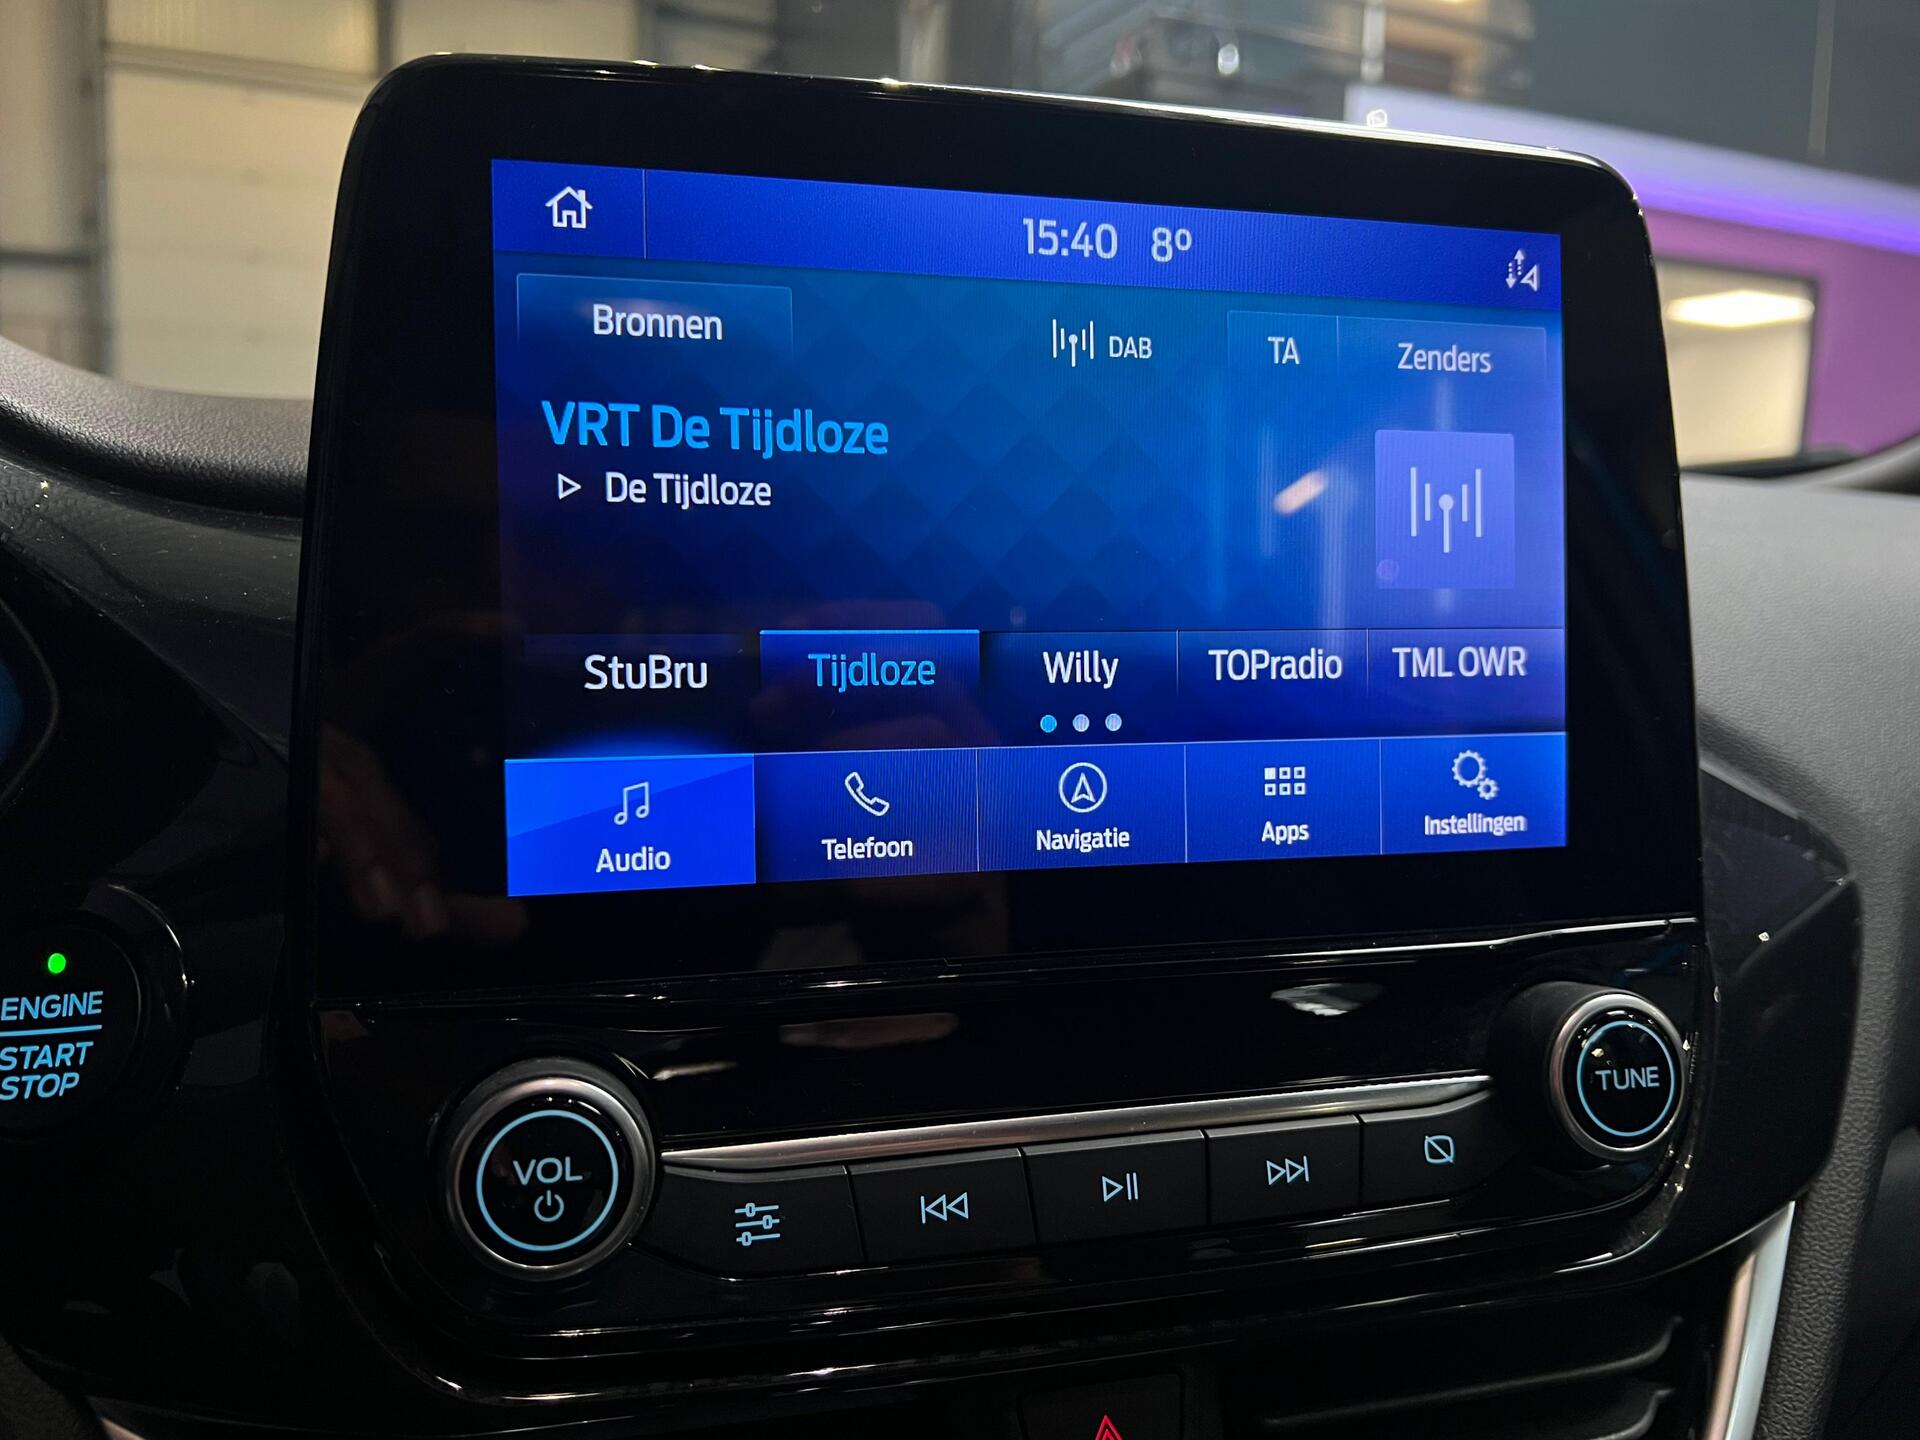 15:40 8º
Bronnen
DAB
TA
Zenders
VRT De Tijdloze
De Tijdloze
StuBru
Tijdloze
Willy
TOPradio
TML OWR
Audio
Telefoon
Navigatie
Apps
Instellingen
ENGINE
START
STOP
VOL
TUNE